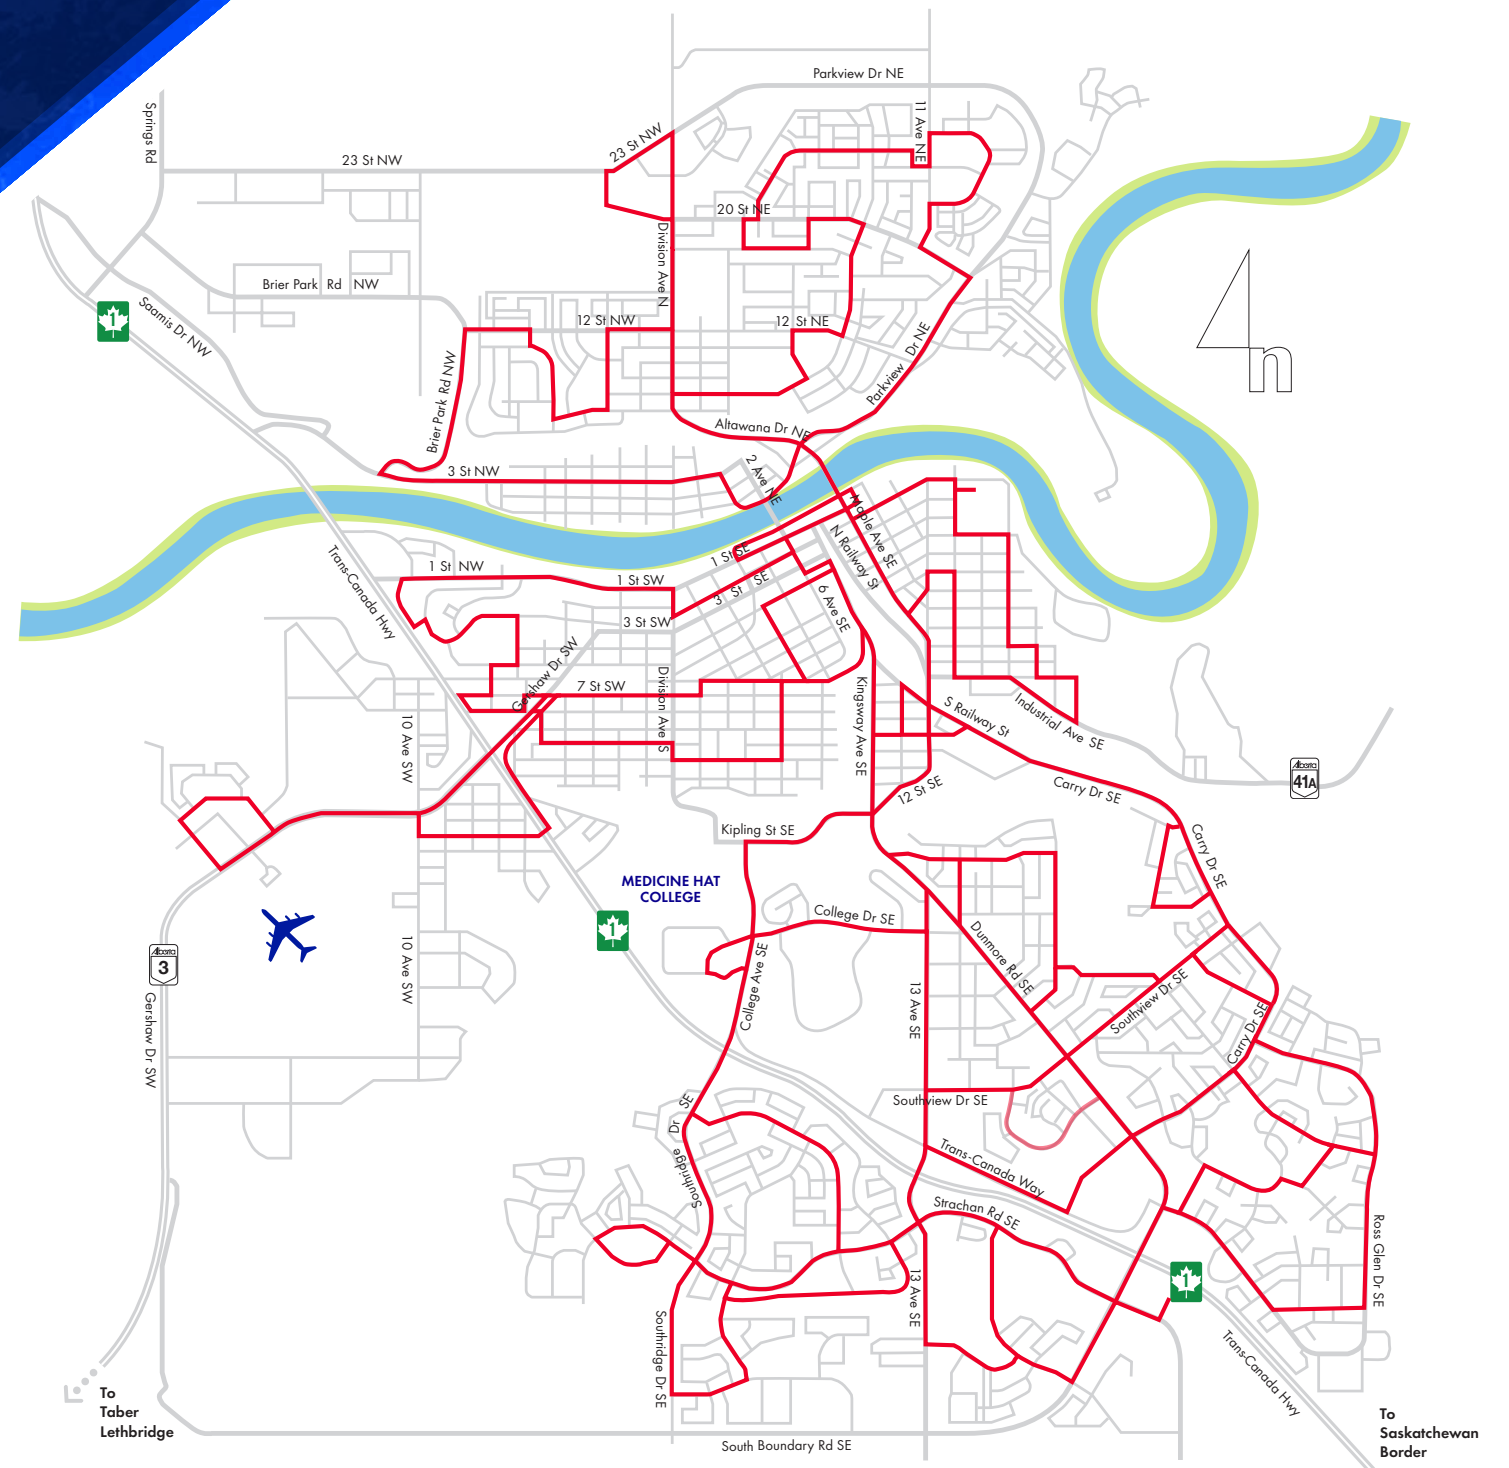 Parkview Dr NE
Springs Rd
11 Ave NE
23 St NW
23 St NW
20 St NE
Division Ave N
Brier Park Rd NW
1
Saamis Dr NW
12 St NW
12 St NE
n
Parkview Dr NE
Brier Park Rd NW
Altawana Dr NE
3 St NW
2 Ave NE
Maple Ave SE
N Railway St
Trans-Canada Hwy
1 St SE
1 St NW
1 St SW
3 St SE
6 Ave SE
3 St SW
Gershaw Dr SW
7 St SW
Division Ave S
Kingsway Ave SE
S Railway St
Industrial Ave SE
10 Ave SW
Alberta
41A
12 St SE
Carry Dr SE
Kipling St SE
Carry Dr SE
MEDICINE HAT
COLLEGE
College Dr SE
1
Dunmore Rd SE
Alberta
3
10 Ave SW
College Ave SE
13 Ave SE
Southview Dr SE
Gershaw Dr SW
Carry Dr SE
Southview Dr SE
Southridge Dr SE
Trans-Canada Way
Strachan Rd SE
Ross Glen Dr SE
1
13 Ave SE
Southridge Dr SE
Trans-Canada Hwy
To
Taber
Lethbridge
To
Saskatchewan
Border
South Boundary Rd SE